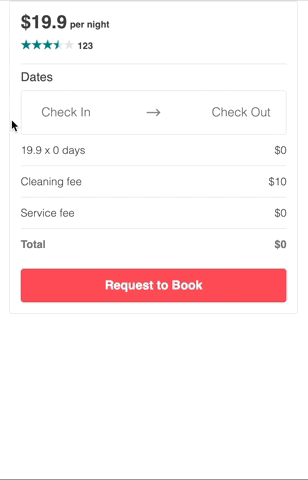 $19.9 per night
123
Dates
Check In → Check Out
19.9 x 0 days $0
Cleaning fee $10
Service fee $0
Total $0
Request to Book